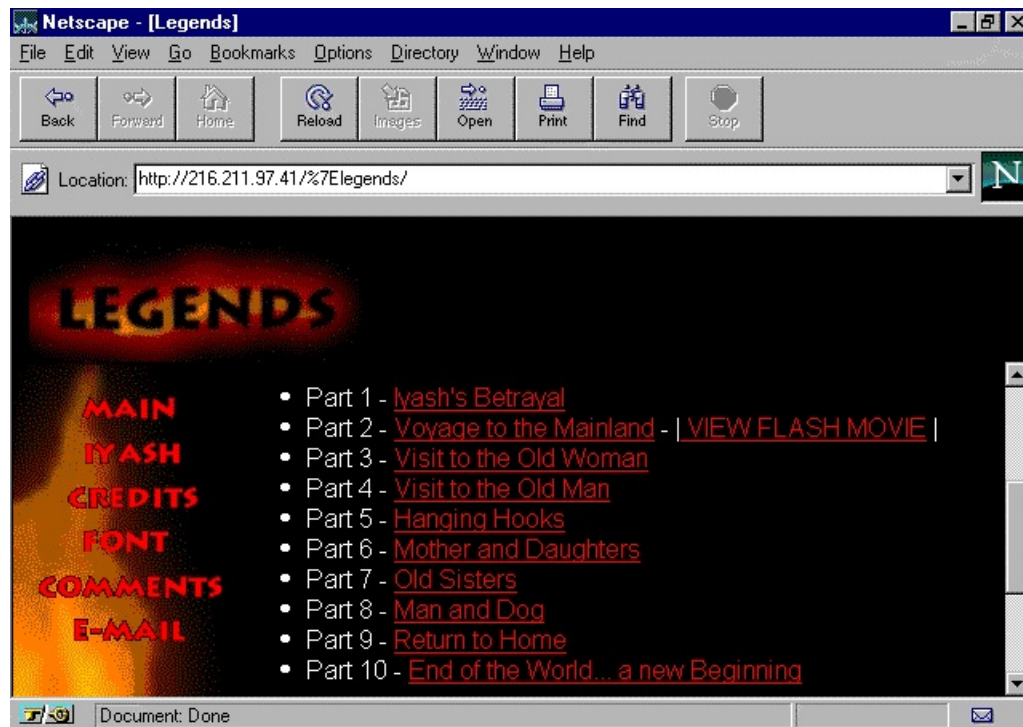 Netscape - [Legends]
File Edit View Go Bookmarks Options Directory Window Help
Back Forward Home Reload Images Open Print Find Stop
Location: http://216.211.97.41/%7Elegends/
N
LEGENDS
MAIN
IYASH
CREDITS
FONT
COMMENTS
E-MAIL
• Part 1 - Iyash's Betrayal
• Part 2 - Voyage to the Mainland - | VIEW FLASH MOVIE |
• Part 3 - Visit to the Old Woman
• Part 4 - Visit to the Old Man
• Part 5 - Hanging Hooks
• Part 6 - Mother and Daughters
• Part 7 - Old Sisters
• Part 8 - Man and Dog
• Part 9 - Return to Home
• Part 10 - End of the World... a new Beginning
Document: Done